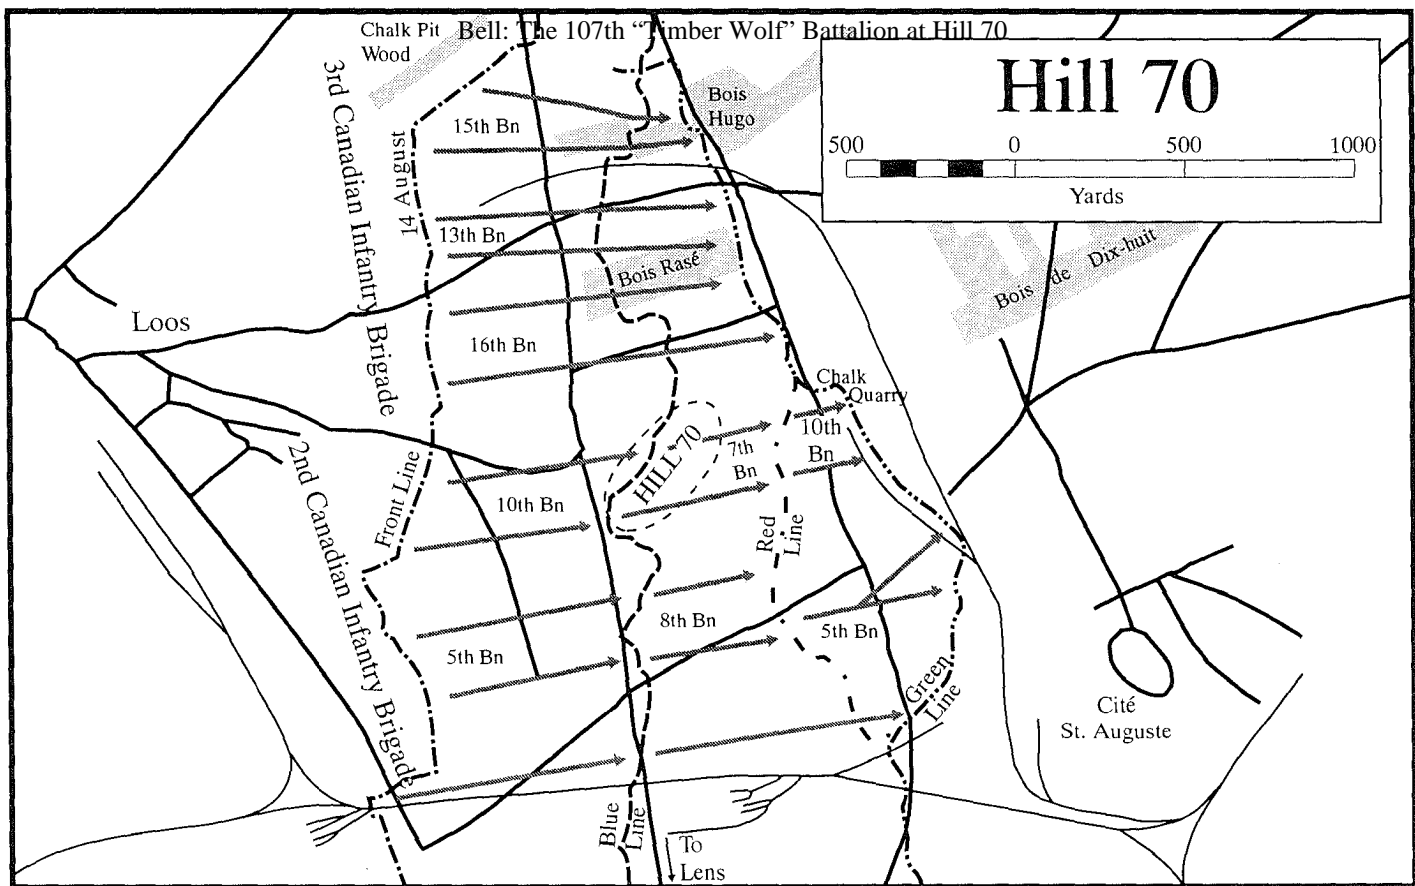 Bell: The 107th “Timber Wolf” Battalion at Hill 70
Chalk Pit
Wood
Hill 70
500 0 500 1000
Yards
Bois
Hugo
3rd Canadian Infantry Brigade
14 August
15th Bn
13th Bn
Bois Rasé
Bois de Dix-huit
Loos
16th Bn
Chalk
Quarry
HILL 70
7th
Bn
10th
Bn
2nd Canadian Infantry Brigade
Front Line
10th Bn
Red
Line
8th Bn
5th Bn
5th Bn
Green
Line
Cité
St. Auguste
Blue
Line
To
Lens